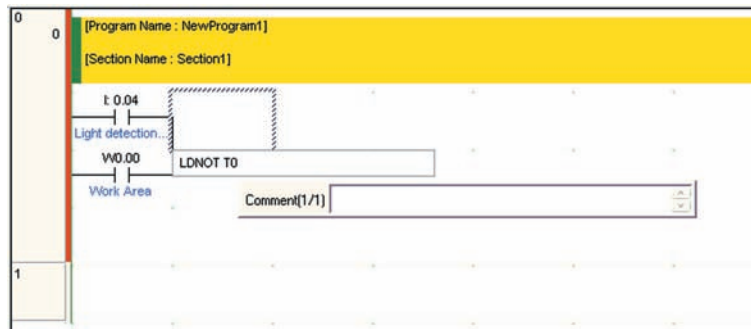 0
0
[Program Name : NewProgram1]
[Section Name : Section1]
I: 0.04
Light detection...
W0.00
LDNOT T0
Work Area
Comment(1/1)
1